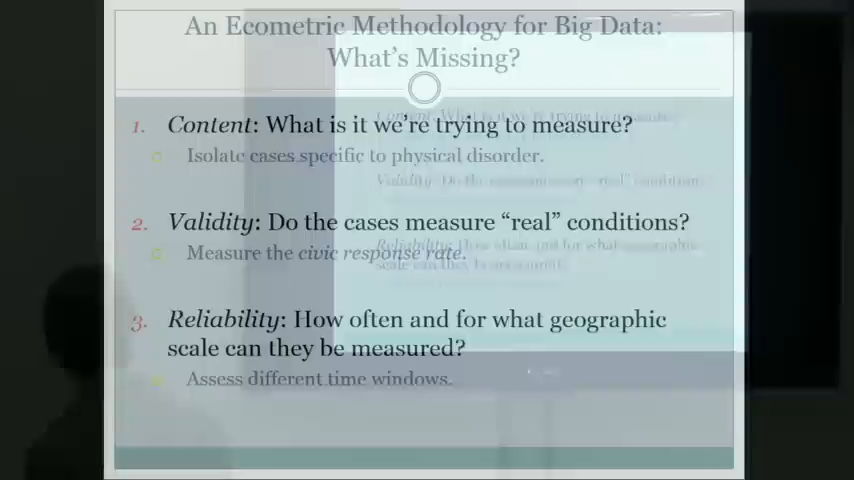 An Ecometric Methodology for Big Data:
What's Missing?
1. Content: What is it we're trying to measure?
Isolate cases specific to physical disorder.
2. Validity: Do the cases measure "real" conditions?
Measure the civic response rate.
3. Reliability: How often and for what geographic
scale can they be measured?
Assess different time windows.